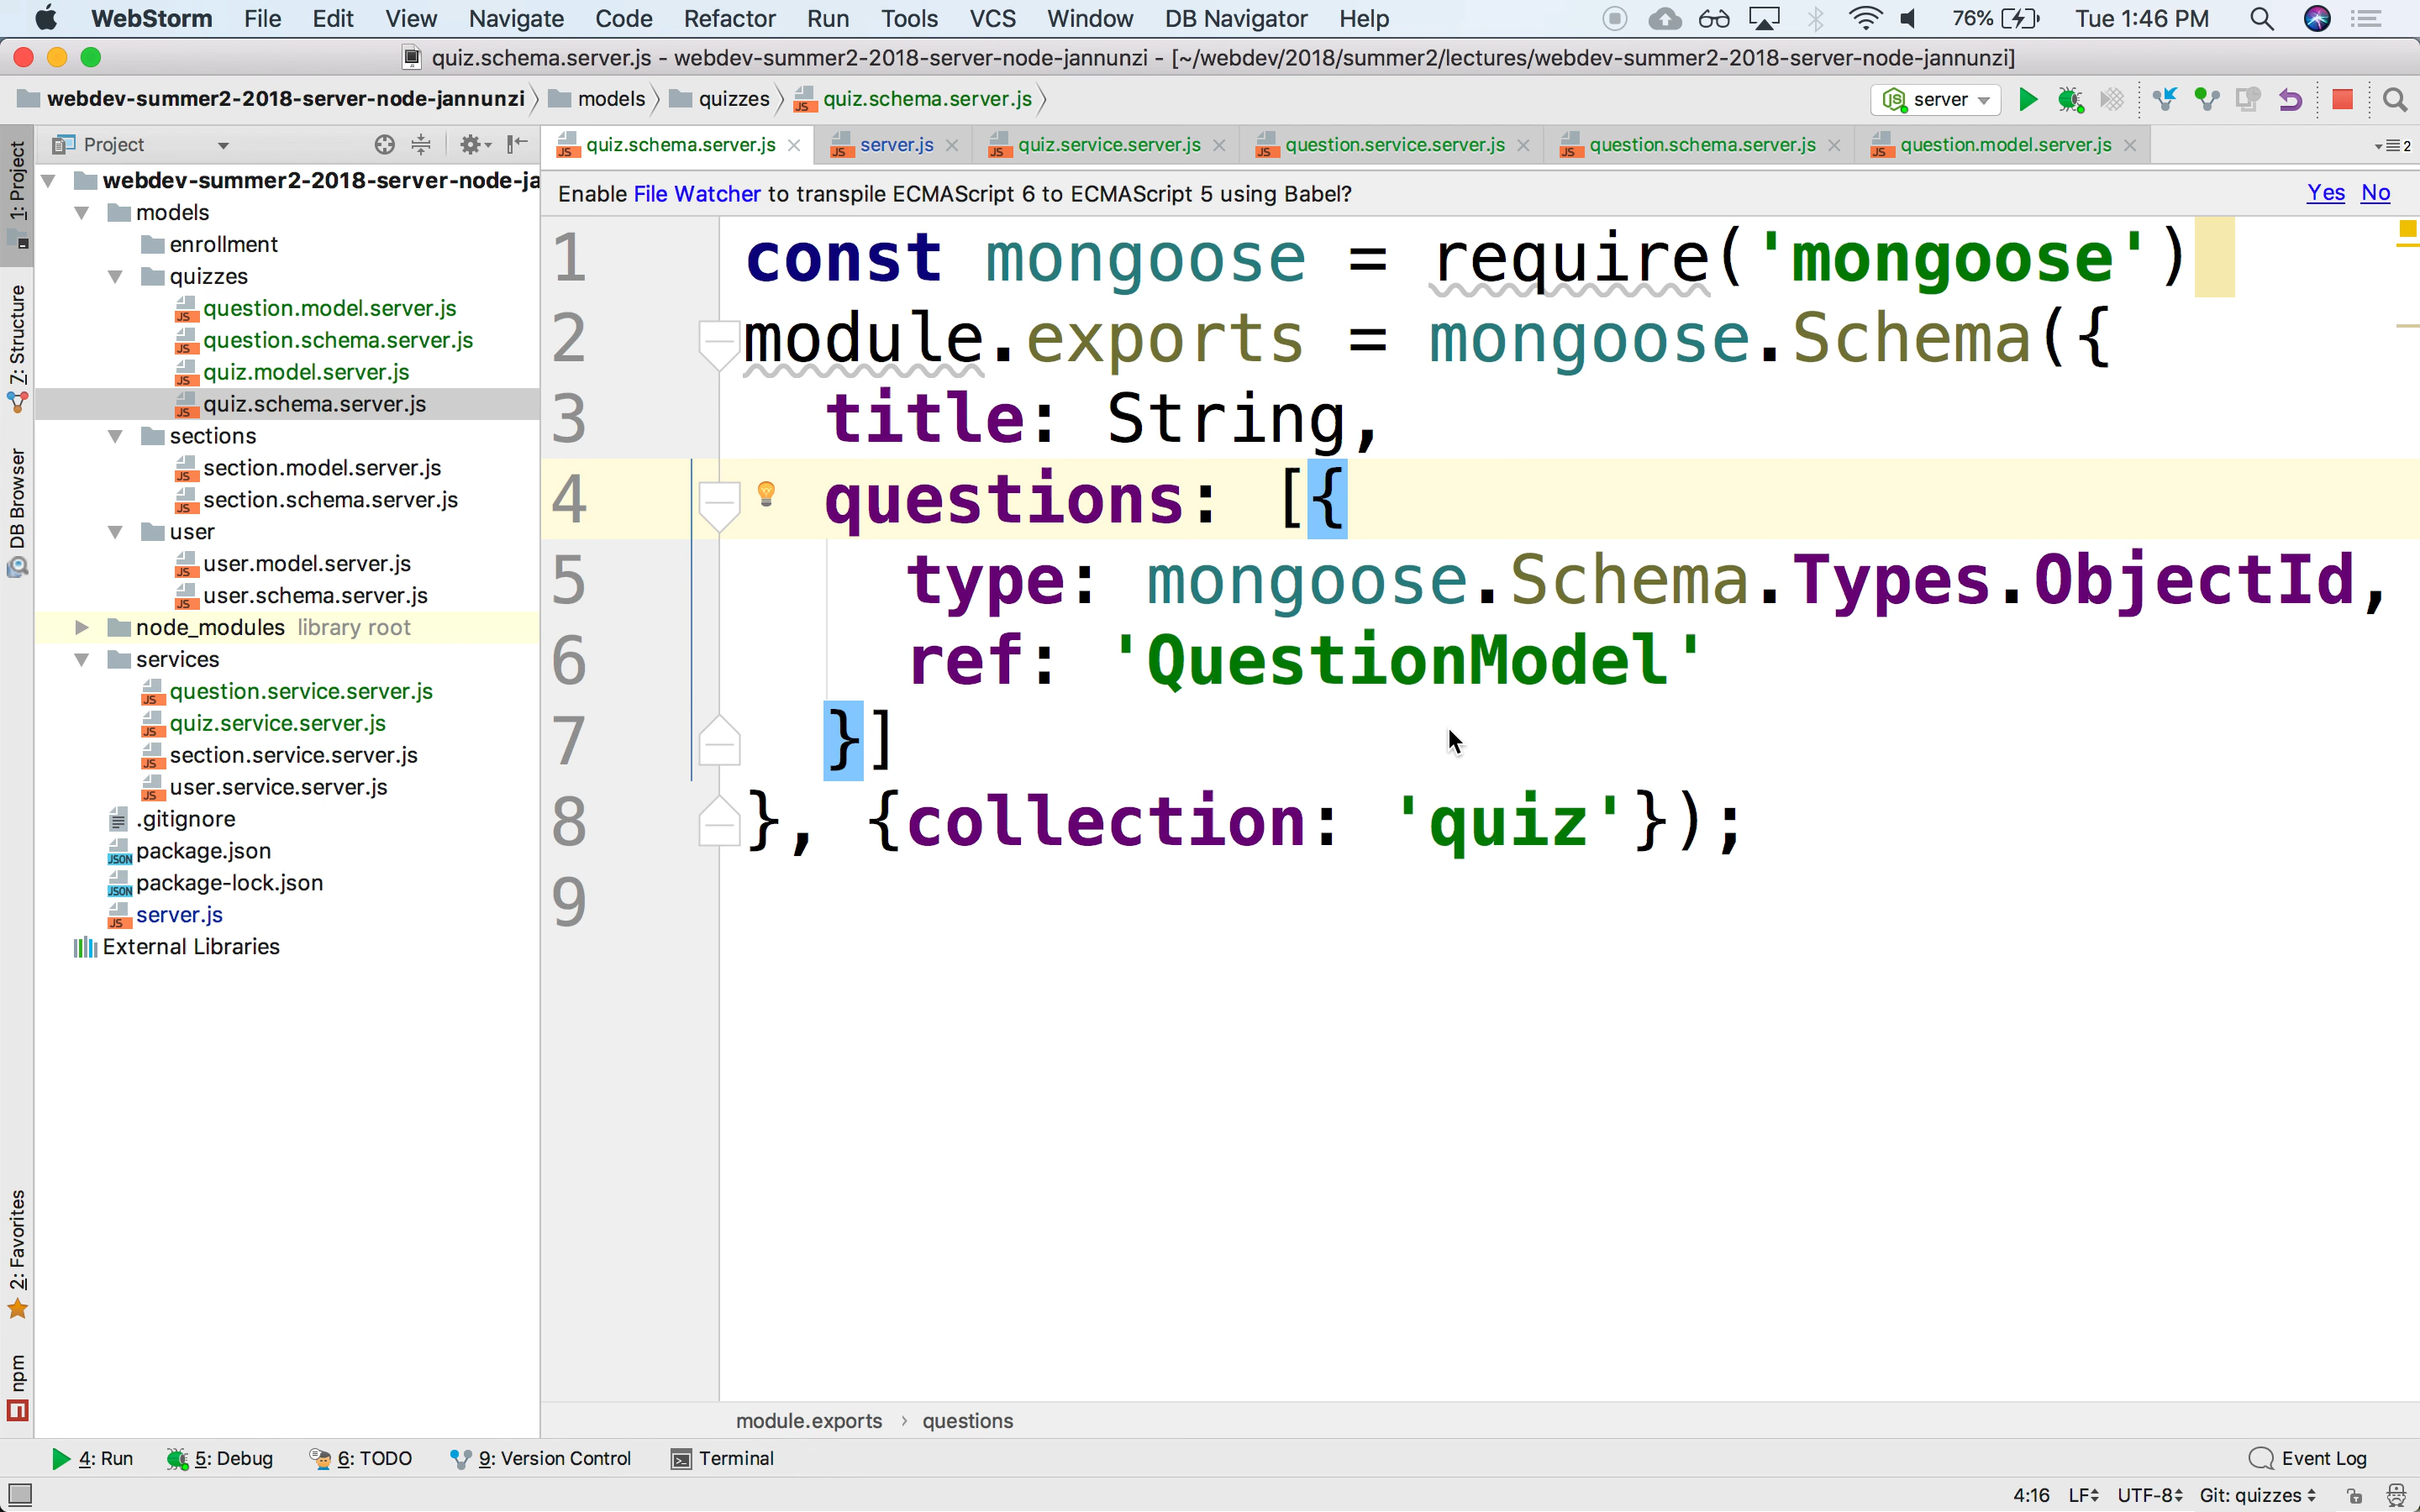 WebStorm File Edit View Navigate Code Refactor Run Tools VCS Window DB Navigator Help 76% Tue 1:46 PM
quiz.schema.server.js - webdev-summer2-2018-server-node-jannunzi - [~/webdev/2018/summer2/lectures/webdev-summer2-2018-server-node-jannunzi]
webdev-summer2-2018-server-node-jannunzi models quizzes quiz.schema.server.js server
Project quiz.schema.server.js server.js quiz.service.server.js question.service.server.js question.schema.server.js question.model.server.js 2
Enable File Watcher to transpile ECMAScript 6 to ECMAScript 5 using Babel? Yes No
1: Project
7: Structure
DB Browser
2: Favorites
npm
webdev-summer2-2018-server-node-ja
models
enrollment
quizzes
question.model.server.js
question.schema.server.js
quiz.model.server.js
quiz.schema.server.js
sections
section.model.server.js
section.schema.server.js
user
user.model.server.js
user.schema.server.js
node_modules library root
services
question.service.server.js
quiz.service.server.js
section.service.server.js
user.service.server.js
.gitignore
package.json
package-lock.json
server.js
External Libraries
1 const mongoose = require('mongoose')
2 module.exports = mongoose.Schema({
3 title: String,
4 questions: [{
5 type: mongoose.Schema.Types.ObjectId,
6 ref: 'QuestionModel'
7 }]
8 }, {collection: 'quiz'});
9
module.exports › questions
4: Run 5: Debug 6: TODO 9: Version Control Terminal Event Log
4:16 LF UTF-8 Git: quizzes